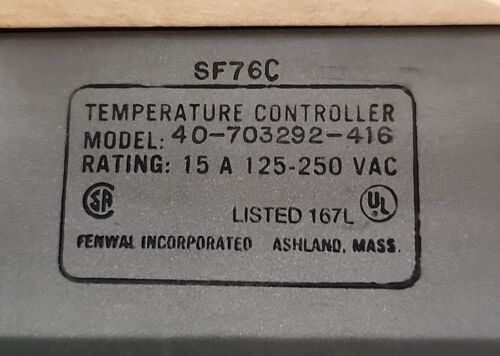 SF76C
TEMPERATURE CONTROLLER
MODEL: 40-703292-416
RATING: 15 A 125-250 VAC
SA LISTED 167L UL
FENWAL INCORPORATED ASHLAND, MASS.